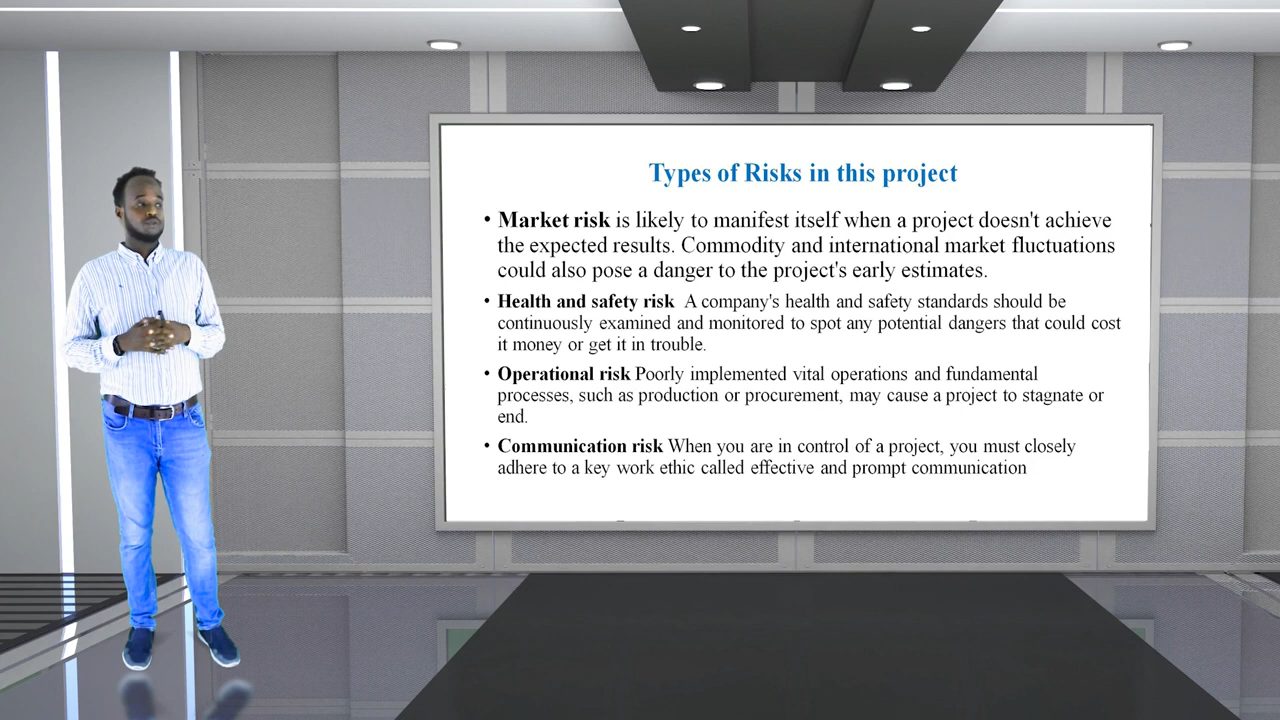 Types of Risks in this project
• Market risk is likely to manifest itself when a project doesn't achieve
the expected results. Commodity and international market fluctuations
could also pose a danger to the project's early estimates.
• Health and safety risk A company's health and safety standards should be
continuously examined and monitored to spot any potential dangers that could cost
it money or get it in trouble.
• Operational risk Poorly implemented vital operations and fundamental
processes, such as production or procurement, may cause a project to stagnate or
end.
• Communication risk When you are in control of a project, you must closely
adhere to a key work ethic called effective and prompt communication